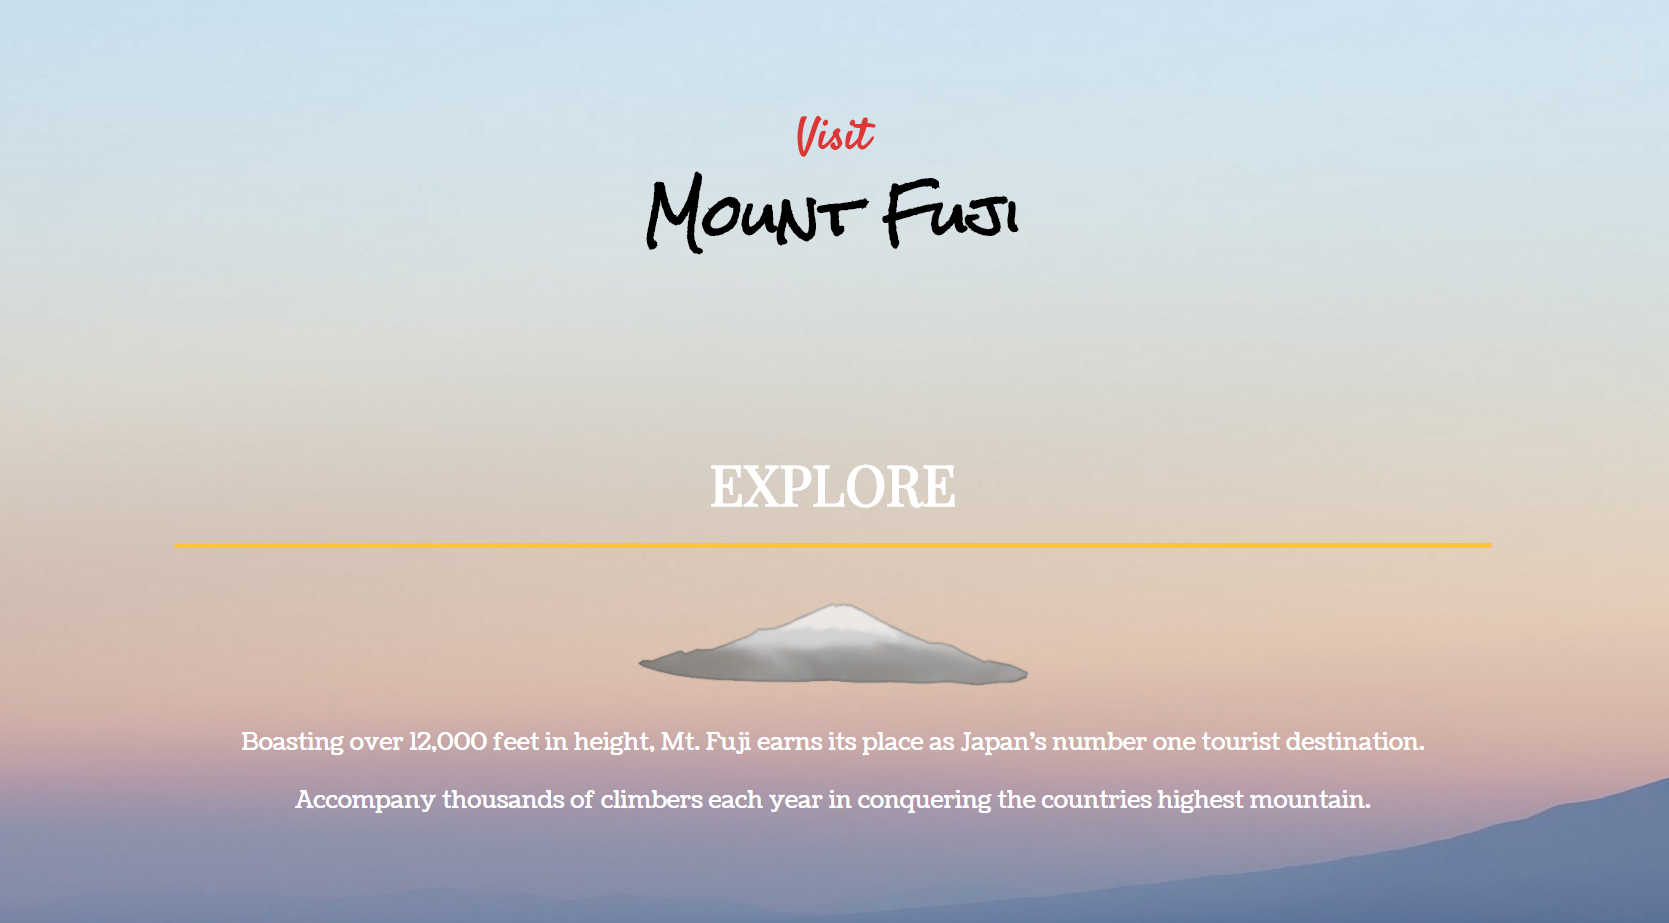 Visit
Mount Fuji
EXPLORE
Boasting over 12,000 feet in height, Mt. Fuji earns its place as Japan's number one tourist destination.
Accompany thousands of climbers each year in conquering the countries highest mountain.